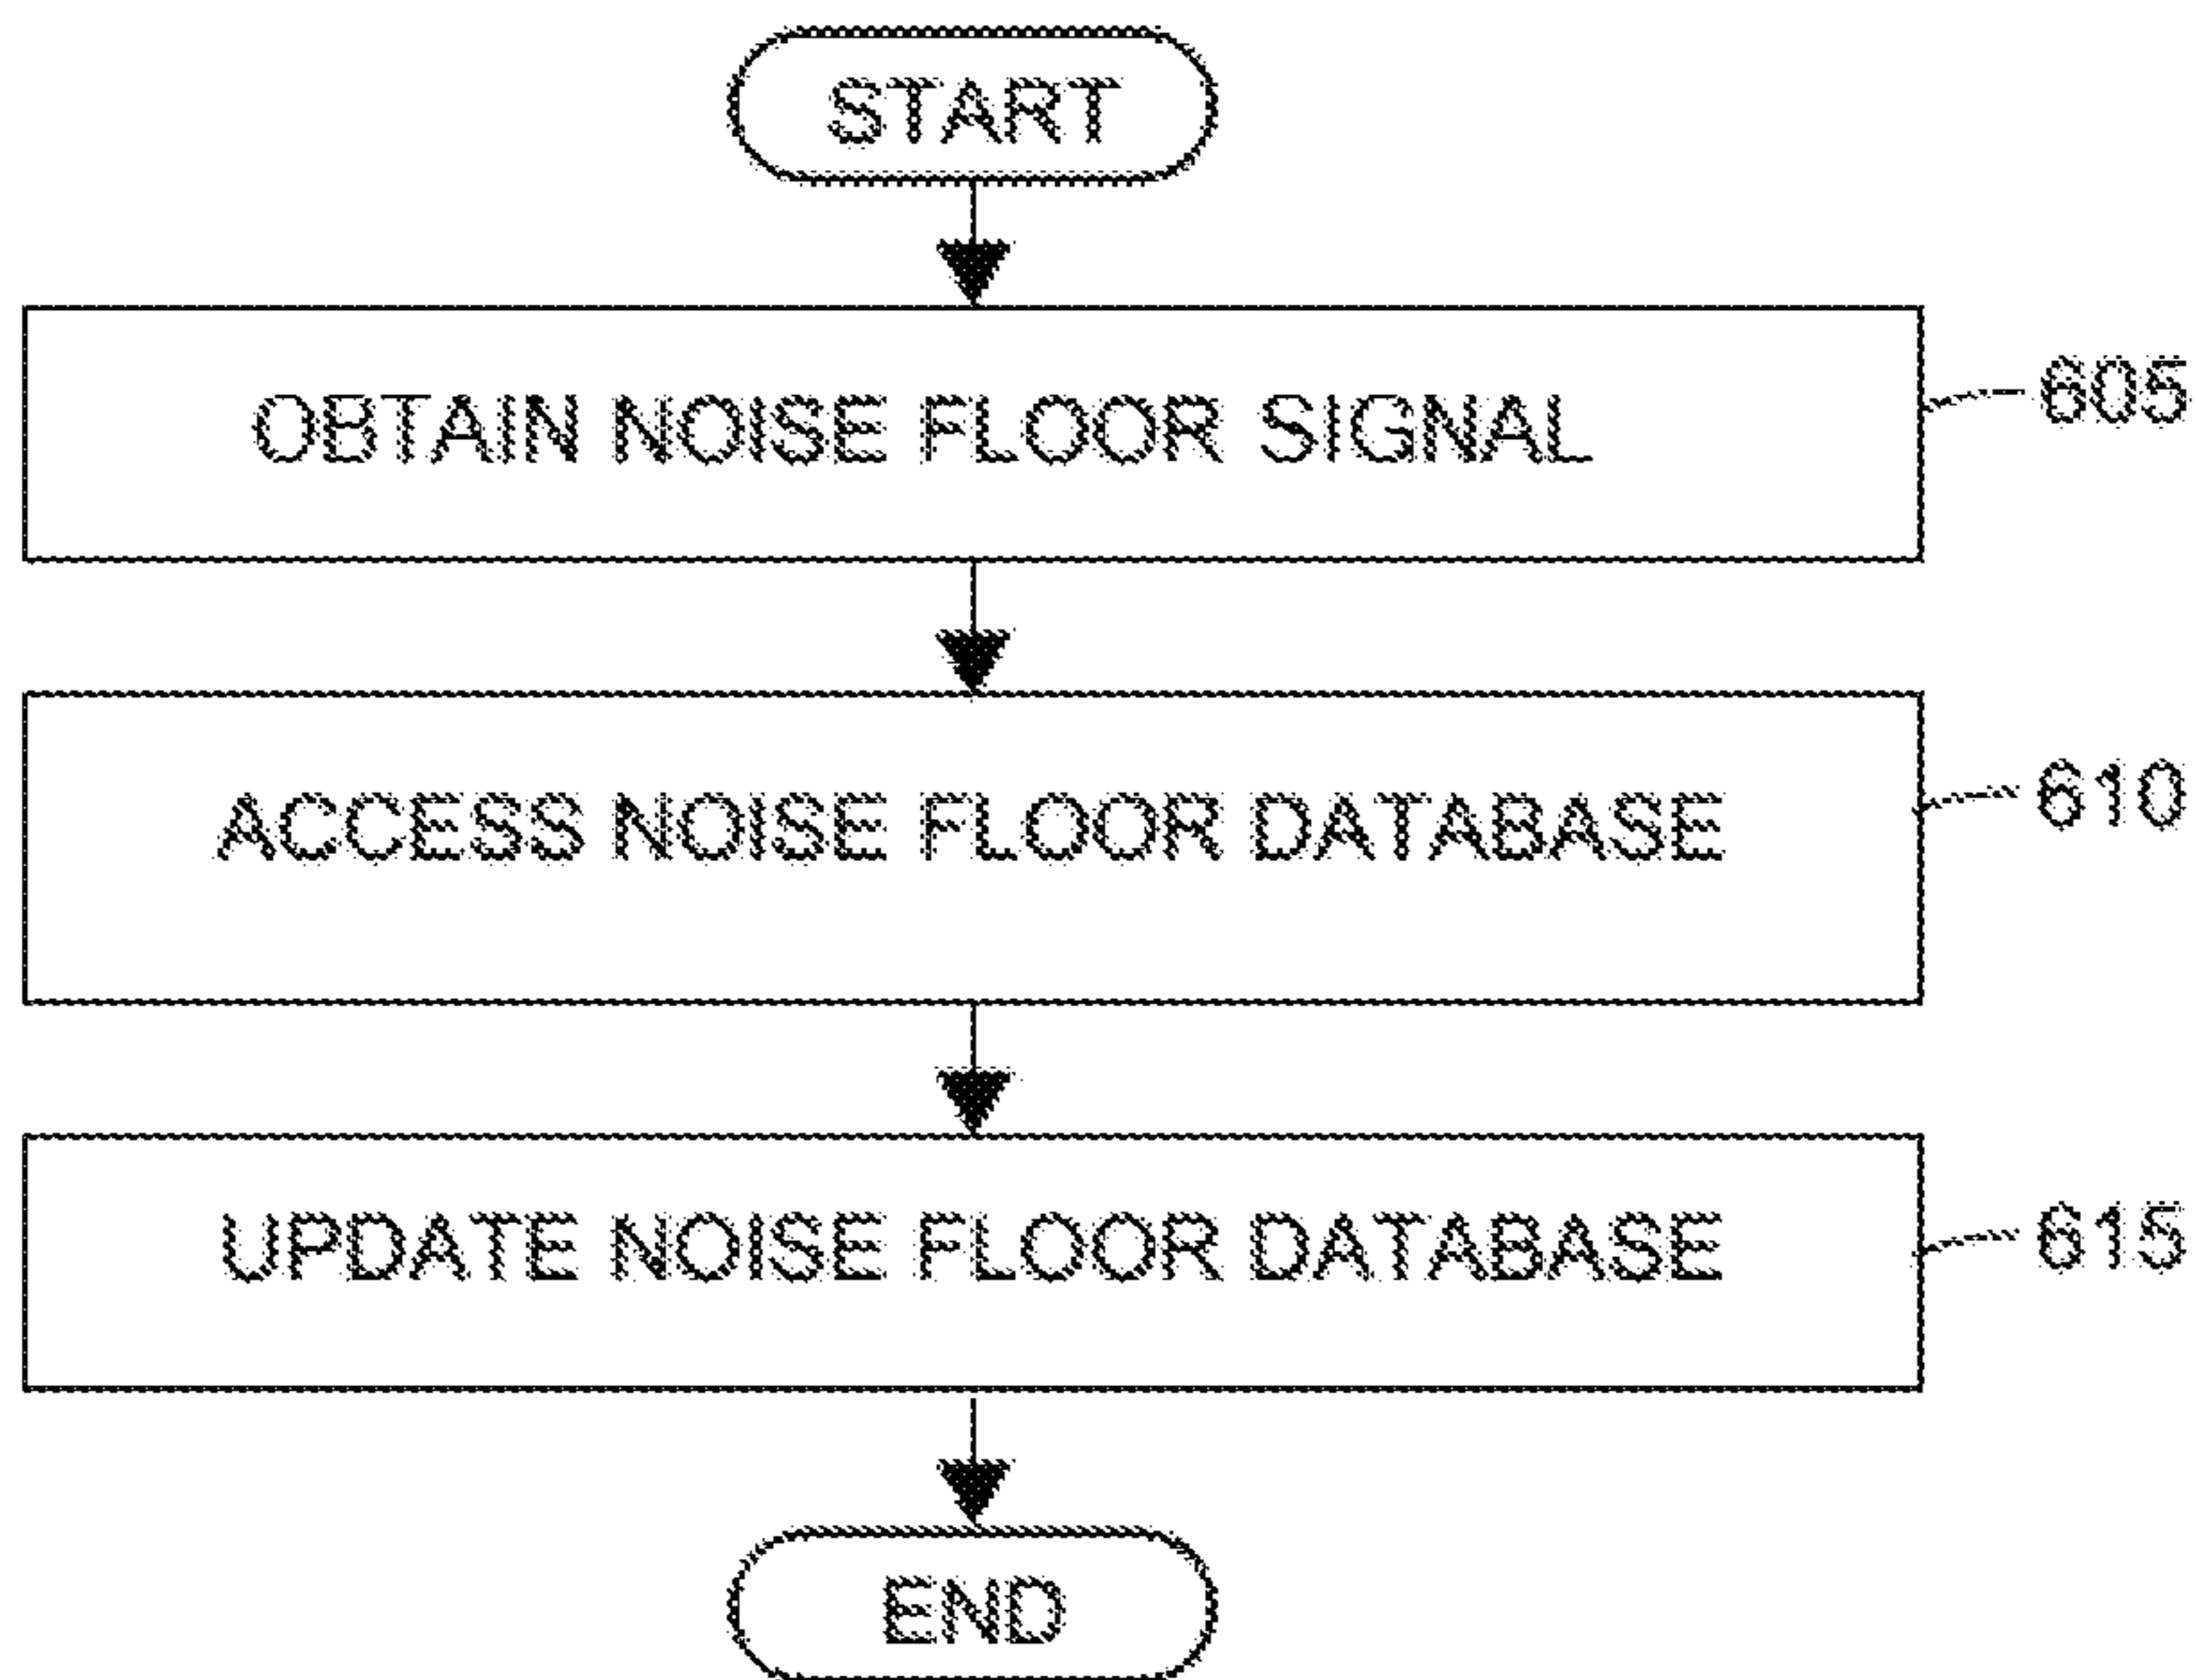 START
OBTAIN NOISE FLOOR SIGNAL
605
ACCESS NOISE FLOOR DATABASE
610
UPDATE NOISE FLOOR DATABASE
615
END